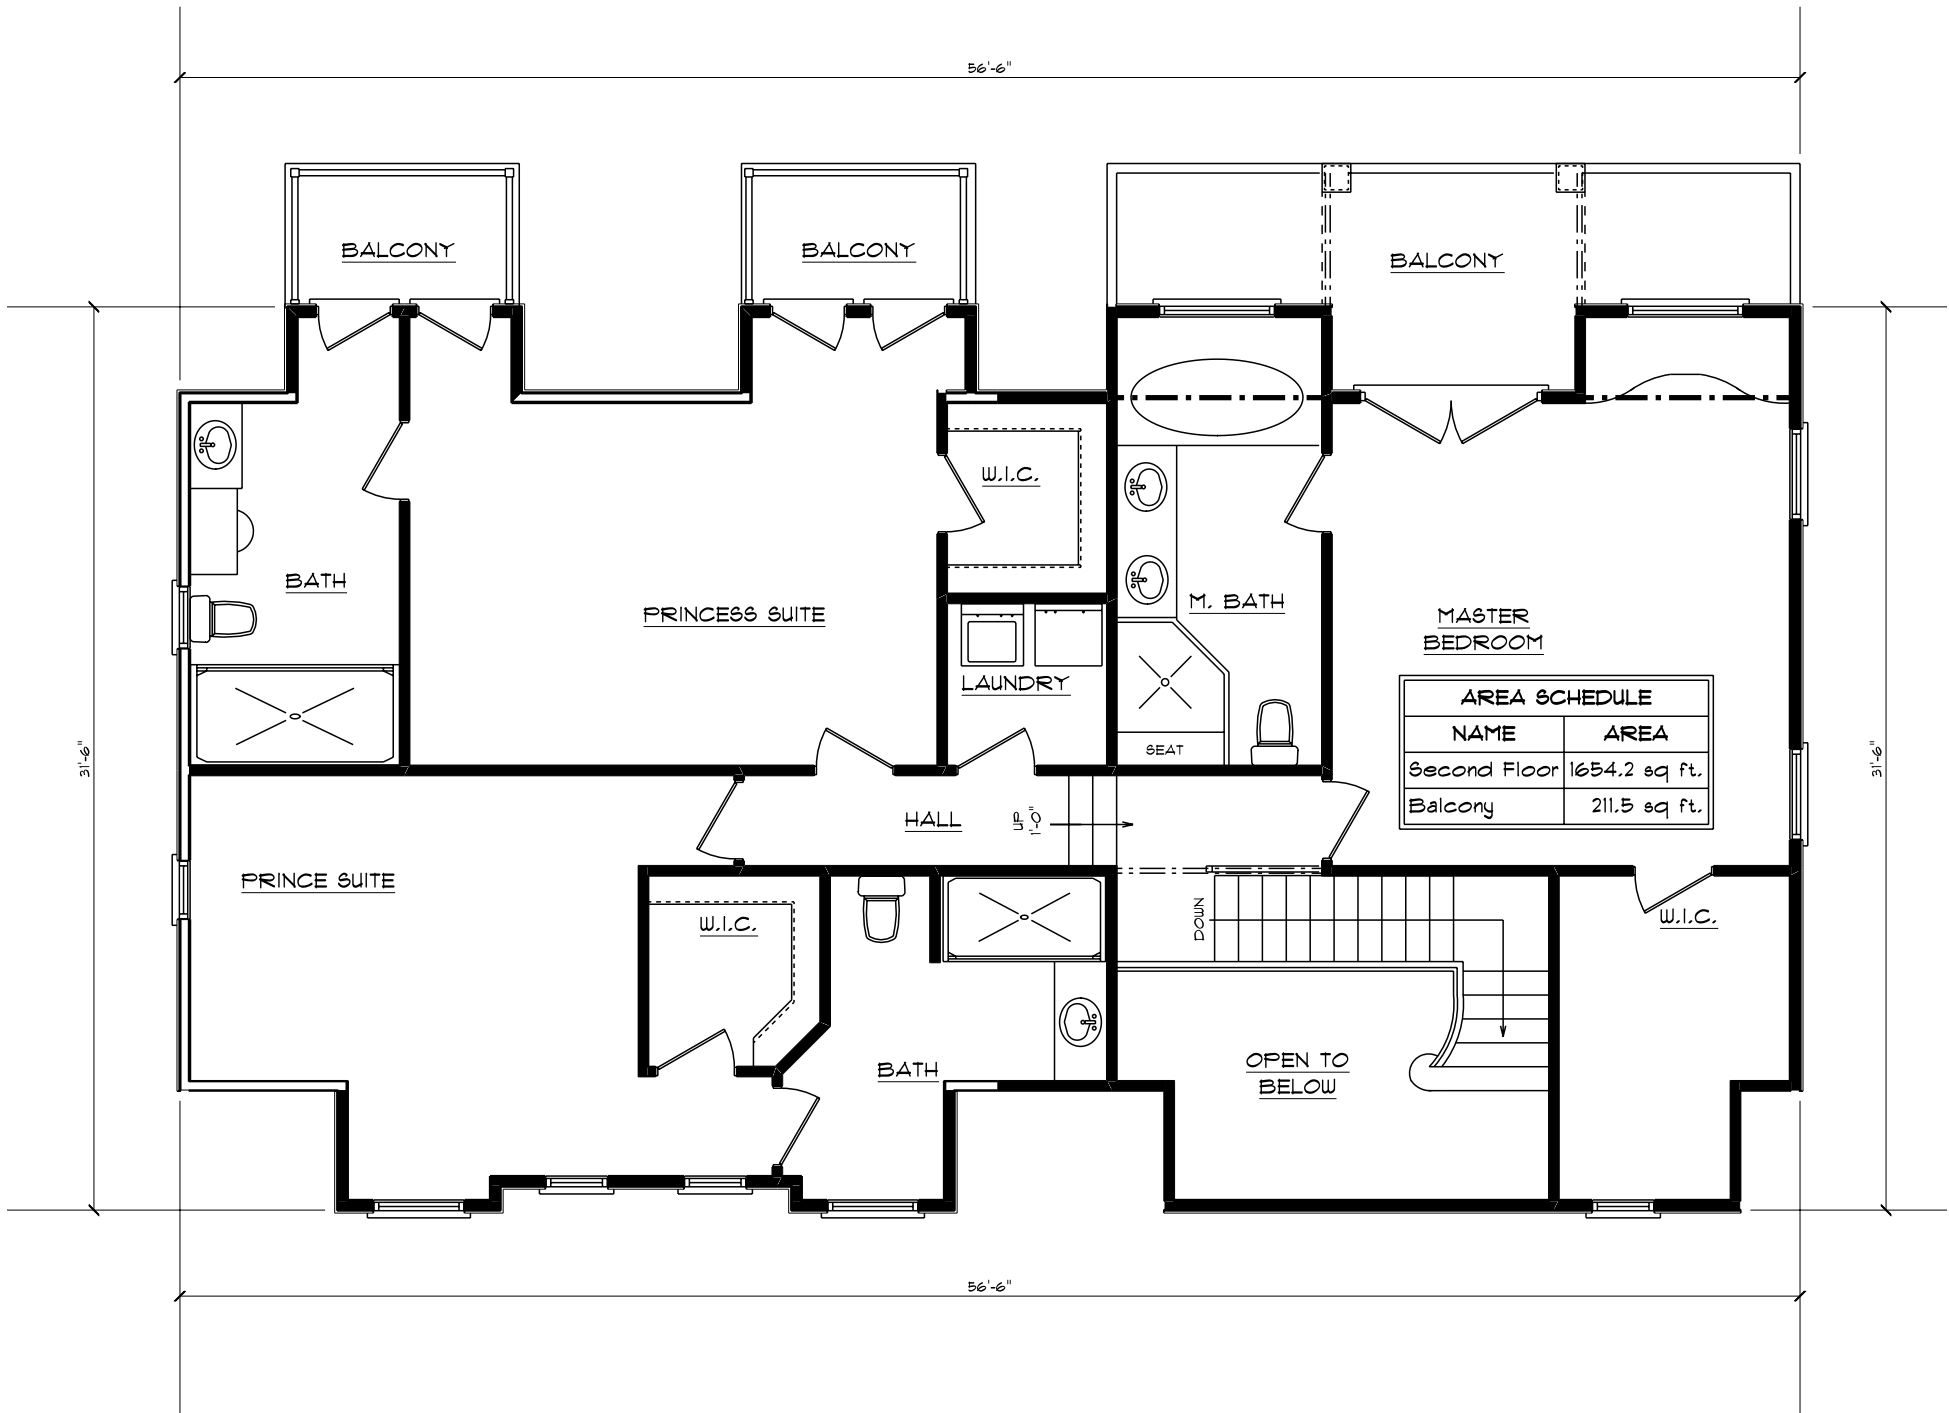 56'-6"
BALCONY
BALCONY
BALCONY
W.I.C.
BATH
M. BATH
PRINCESS SUITE
MASTER
BEDROOM
LAUNDRY
AREA SCHEDULE
NAME AREA
Second Floor 1654.2 sq ft.
Balcony 211.5 sq ft.
SEAT
31'-6"
31'-6"
HALL
UP
1'-0"
PRINCE SUITE
W.I.C.
DOWN
W.I.C.
BATH
OPEN TO
BELOW
56'-6"